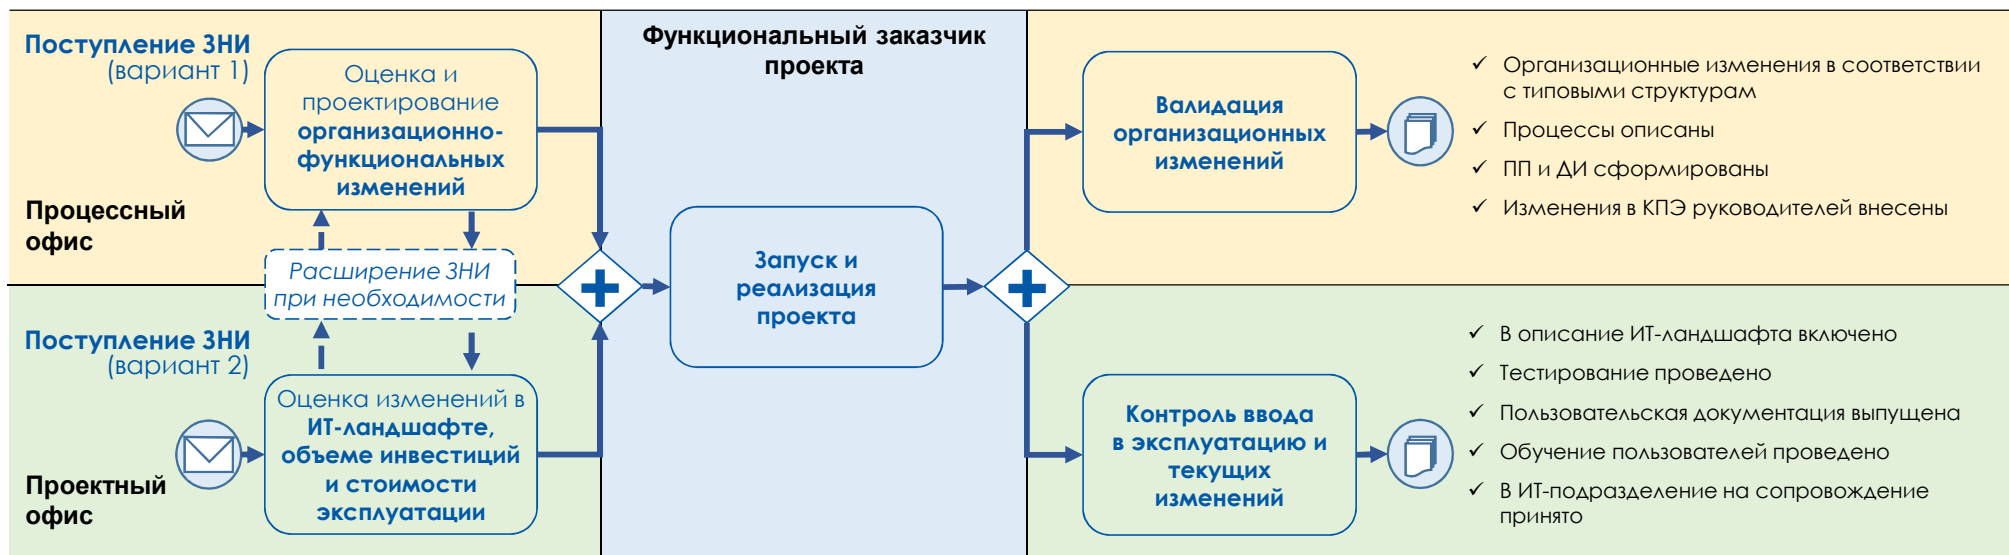 Поступление ЗНИ
(вариант 1)
Оценка и
проектирование
организационно-
функциональных
изменений
Процессный
офис
Расширение ЗНИ
при необходимости
Поступление ЗНИ
(вариант 2)
Оценка изменений в
ИТ-ландшафте,
объеме инвестиций
и стоимости
эксплуатации
Проектный
офис
Функциональный заказчик
проекта
Запуск и
реализация
проекта
Валидация
организационных
изменений
✓ Организационные изменения в соответствии
с типовыми структурам
✓ Процессы описаны
✓ ПП и ДИ сформированы
✓ Изменения в КПЭ руководителей внесены
Контроль ввода
в эксплуатацию и
текущих
изменений
✓ В описание ИТ-ландшафта включено
✓ Тестирование проведено
✓ Пользовательская документация выпущена
✓ Обучение пользователей проведено
✓ В ИТ-подразделение на сопровождение
принято